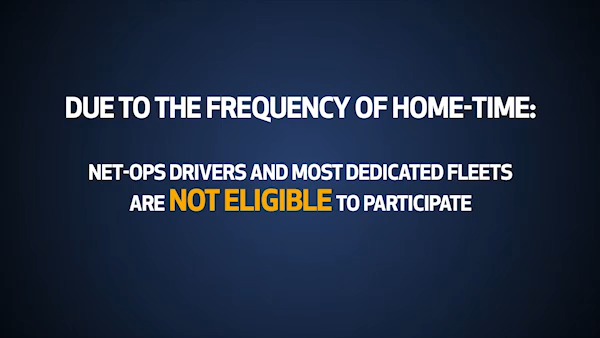 DUE TO THE FREQUENCY OF HOME-TIME:
NET-OPS DRIVERS AND MOST DEDICATED FLEETS
ARE NOT ELIGIBLE TO PARTICIPATE